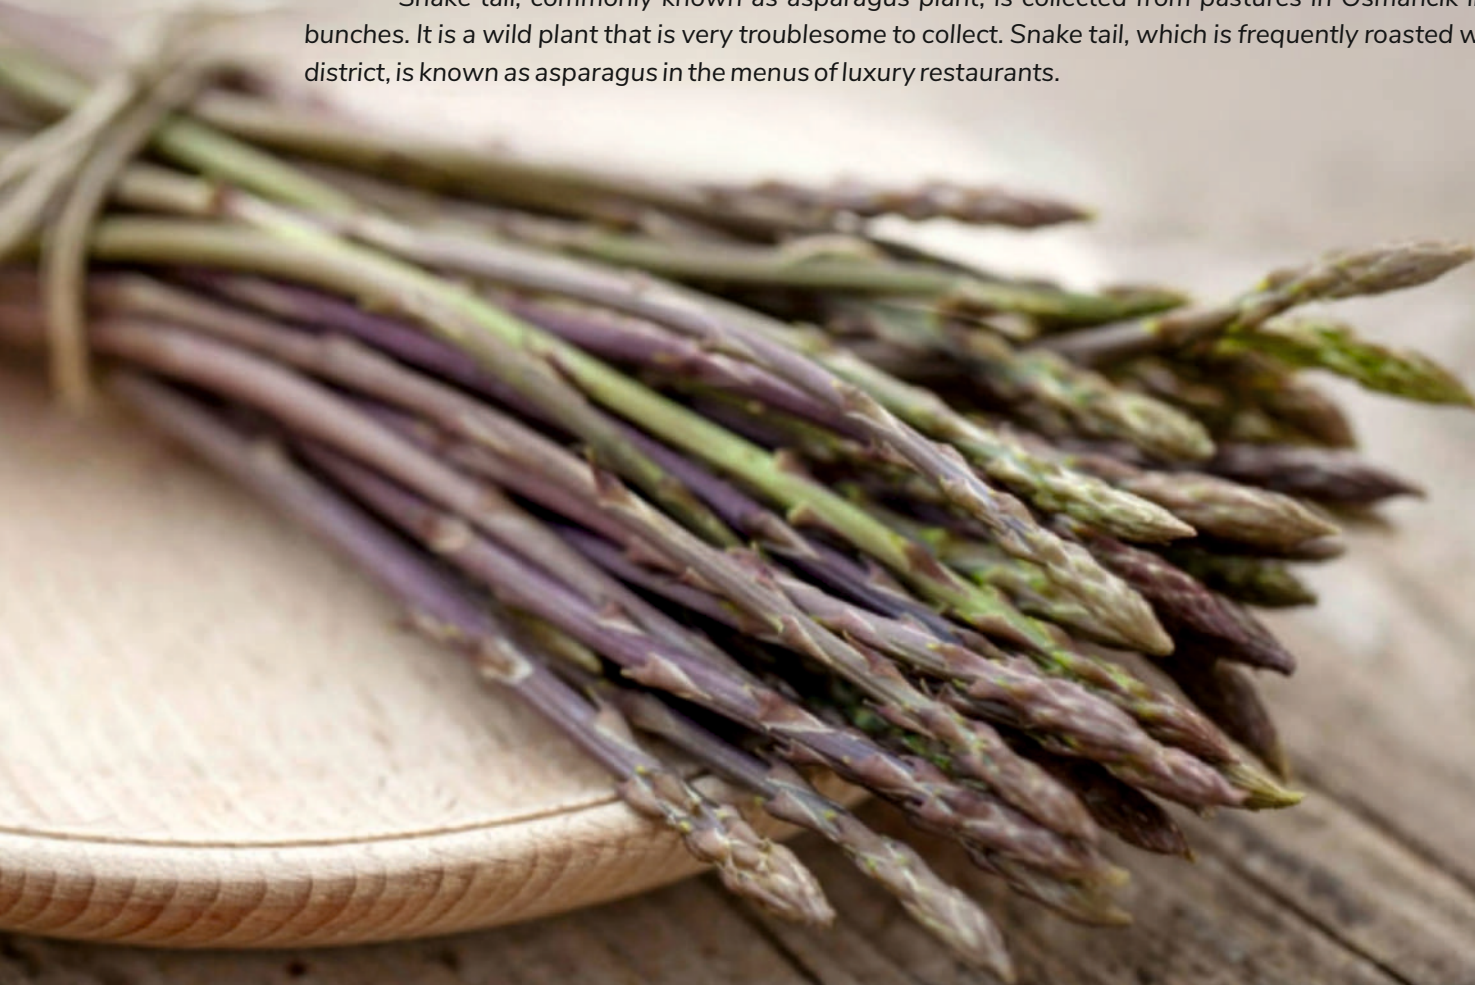 Snake tail, commonly known as asparagus plant, is collected from pastures in Osmancık
bunches. It is a wild plant that is very troublesome to collect. Snake tail, which is frequently roasted
district, is known as asparagus in the menus of luxury restaurants.